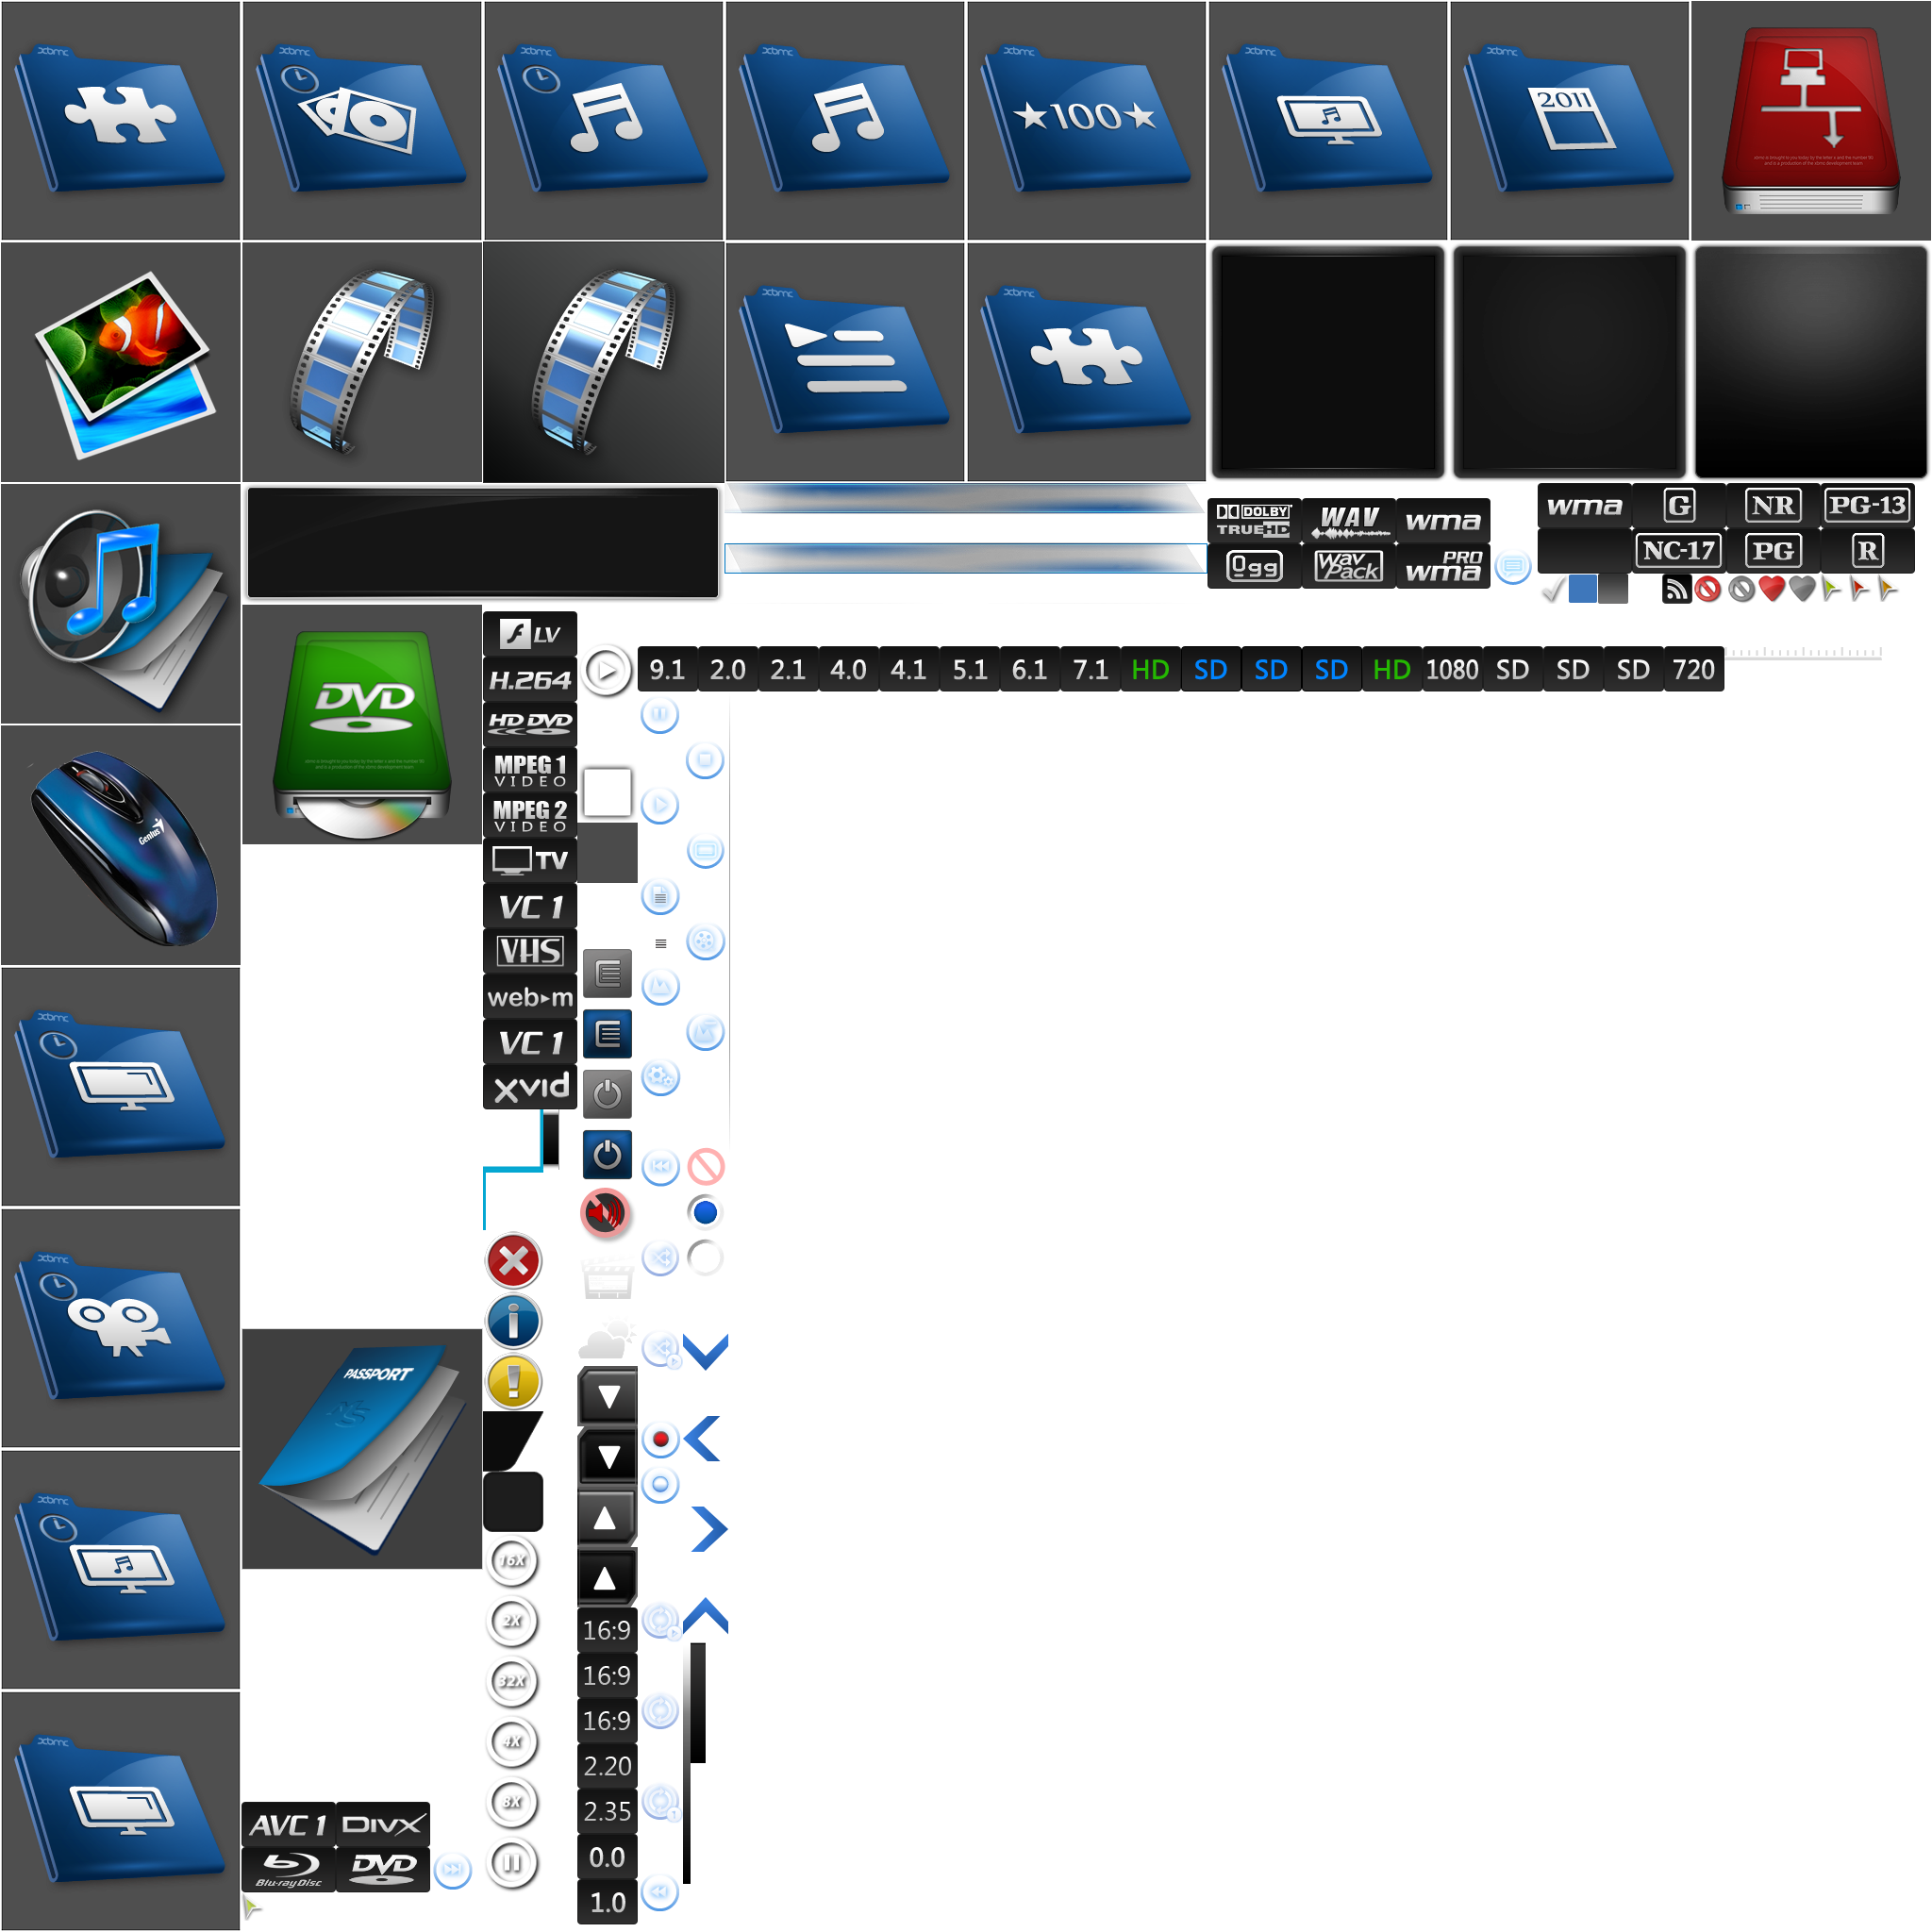 xbmc
xbmc
xbmc
xbmc
xbmc
100
xbmc
xbmc
2011
xbmc
xbmc
DOLBY
TRUEHD
WAV
wma
Ogg
Wav
Pack
PRO
wma
wma
G
NR
PG-13
NC-17
PG
R
DVD
Genius
F LV
H.264
HD DVD
MPEG 1
VIDEO
MPEG 2
VIDEO
TV
VC 1
VHS
webm
VC 1
xvid
9.1
2.0
2.1
4.0
4.1
5.1
6.1
7.1
HD
SD
SD
SD
HD
1080
SD
SD
SD
720
xbmc
xbmc
xbmc
xbmc
PASSPORT
16X
2X
32X
4X
8X
16:9
16:9
16:9
2.20
2.35
0.0
1.0
AVC 1
DivX
Blu-ray Disc
DVD